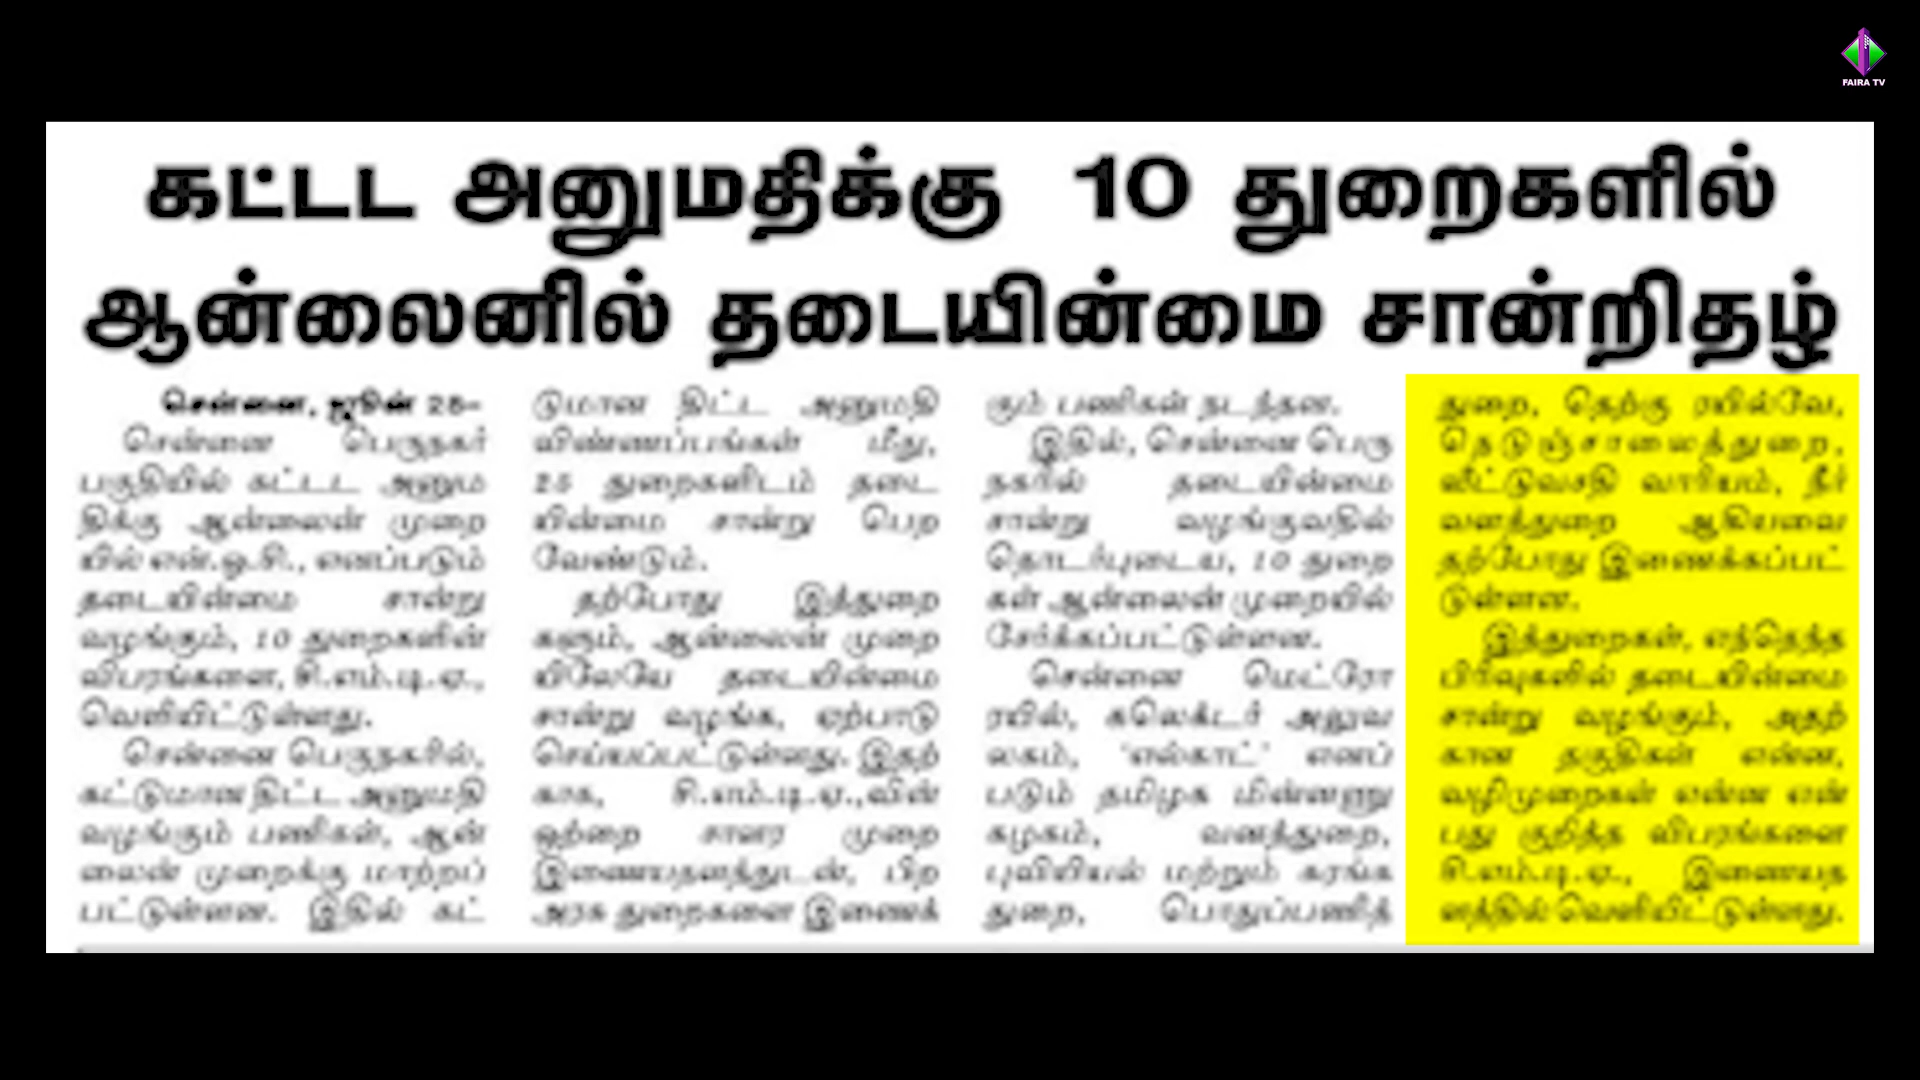 FAIRA TV
கட்டட அனுமதிக்கு 10 துறைகளில்
ஆன்லைனில் தடையின்மை சான்றிதழ்
சென்னை, ஜூன் 28-
சென்னை பெருநகர்
பகுதியில் கட்டட அனும
திக்கு ஆன்லைன் முறை
யில் என்.ஓ.சி., எனப்படும்
தடையின்மை சான்று
வழங்கும், 10 துறைகளின்
விபரங்களை, சி.எம்.டி.ஏ.,
வெளியிட்டுள்ளது.
சென்னை பெருநகரில்,
கட்டுமான திட்ட அனுமதி
வழங்கும் பணிகள், ஆன்
லைன் முறைக்கு மாற்றப்
பட்டுள்ளன. இதில் கட்
டுமான திட்ட அனுமதி
விண்ணப்பங்கள் மீது,
25 துறைகளிடம் தடை
யின்மை சான்று பெற
வேண்டும்.
தற்போது இத்துறை
களும், ஆன்லைன் முறை
யிலேயே தடையின்மை
சான்று வழங்க, ஏற்பாடு
செய்யப்பட்டுள்ளது. இதற்
காக, சி.எம்.டி.ஏ.,வின்
ஒற்றை சாளர முறை
இணையதளத்துடன், பிற
அரசு துறைகளை இணைக்
கும் பணிகள் நடந்தன.
இதில், சென்னை பெரு
நகரில் தடையின்மை
சான்று வழங்குவதில்
தொடர்புடைய, 10 துறை
கள் ஆன்லைன் முறையில்
சேர்க்கப்பட்டுள்ளன.
சென்னை மெட்ரோ
ரயில், கலெக்டர் அலுவ
லகம், 'எல்காட்' எனப்
படும் தமிழக மின்னணு
கழகம், வனத்துறை,
புவியியல் மற்றும் சுரங்க
துறை, பொதுப்பணித்
துறை, தெற்கு ரயில்வே,
நெடுஞ்சாலைத்துறை,
வீட்டுவசதி வாரியம், நீர்
வளத்துறை ஆகியவை
தற்போது இணைக்கப்பட்
டுள்ளன.
இத்துறைகள், எந்தெந்த
பிரிவுகளில் தடையின்மை
சான்று வழங்கும், அதற்
கான தகுதிகள் என்ன,
வழிமுறைகள் என்ன என்
பது குறித்த விபரங்களை
சி.எம்.டி.ஏ., இணையத
ளத்தில் வெளியிட்டுள்ளது.